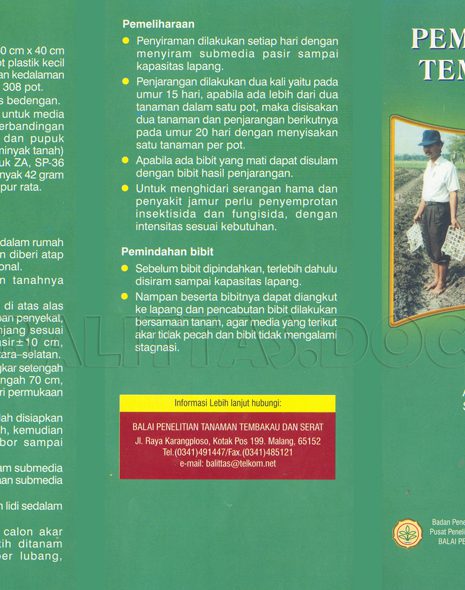 0 cm x 40 cm
ot plastik kecil
an kedalaman
308 pot.
s bedengan.
untuk media
erbandingan
dan pupuk
minyak tanah)
uk ZA, SP-36
nyak 42 gram
pur rata.
dalam rumah
n diberi atap
onal.
n tanahnya
di atas alas
pan penyekat,
njang sesuai
asir±10 cm,
tara–selatan.
gkar setengah
ngah 70 cm,
ri permukaan
lah disiapkan
h, kemudian
bor sampai
am submedia
aan submedia
n lidi sedalam
calon akar
tih ditanam
per lubang,
Pemeliharaan
Penyiraman dilakukan setiap hari dengan
menyiram submedia pasir sampai
kapasitas lapang.
Penjarangan dilakukan dua kali yaitu pada
umur 15 hari, apabila ada lebih dari dua
tanaman dalam satu pot, maka disisakan
dua tanaman dan penjarangan berikutnya
pada umur 20 hari dengan menyisakan
satu tanaman per pot.
Apabila ada bibit yang mati dapat disulam
dengan bibit hasil penjarangan.
Untuk menghidari serangan hama dan
penyakit jamur perlu penyemprotan
insektisida dan fungisida, dengan
intensitas sesuai kebutuhan.
Pemindahan bibit
Sebelum bibit dipindahkan, terlebih dahulu
disiram sampai kapasitas lapang.
Nampan beserta bibitnya dapat diangkut
ke lapang dan pencabutan bibit dilakukan
bersamaan tanam, agar media yang terikut
akar tidak pecah dan bibit tidak mengalami
stagnasi.
Informasi Lebih lanjut hubungi:
BALAI PENELITIAN TANAMAN TEMBAKAU DAN SERAT
Jl. Raya Karangploso, Kotak Pos 199. Malang, 65152
Tel.(0341)491447/Fax.(0341)485121
e-mail: balittas@telkom.net
PEM
TEM
Badan Pene
Pusat Peneli
BALAI PE
BALITTAS.DOC